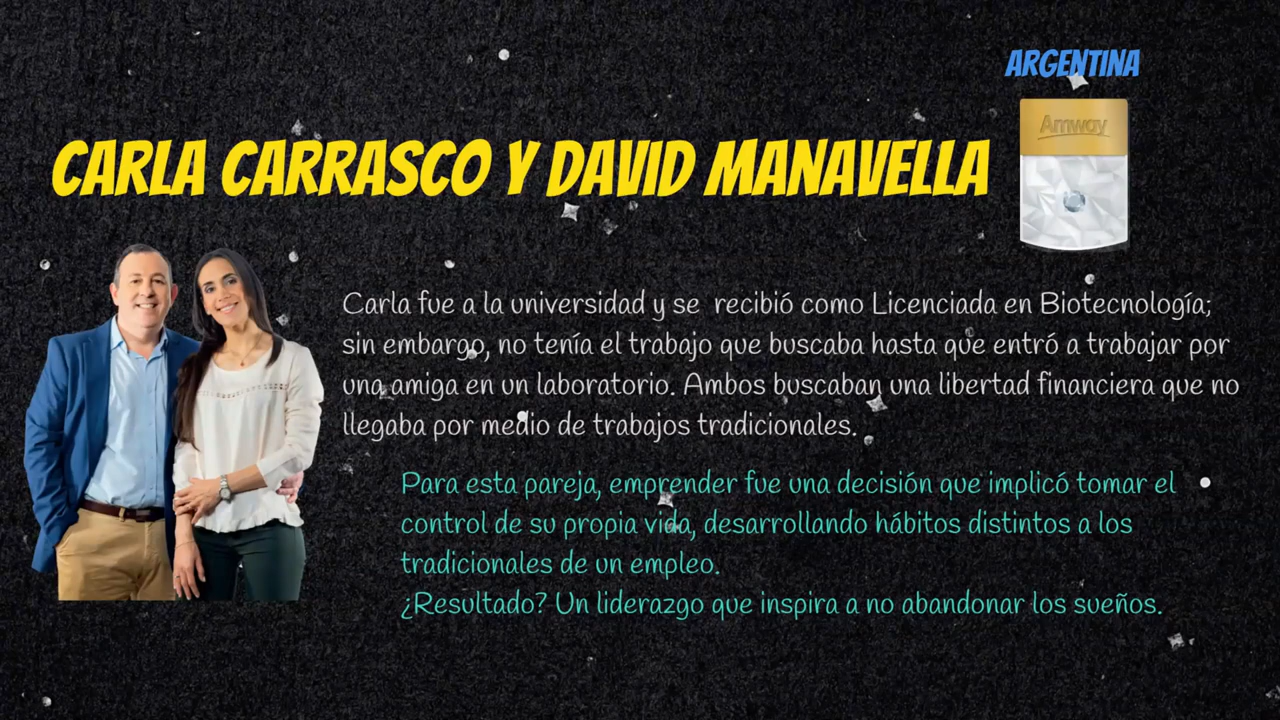 ARGENTINA
Amway
CARLA CARRASCO Y DAVID MANAVELLA
Carla fue a la universidad y se recibió como Licenciada en Biotecnología;
sin embargo, no tenía el trabajo que buscaba hasta que entró a trabajar por
una amiga en un laboratorio. Ambos buscaban una libertad financiera que no
llegaba por medio de trabajos tradicionales.
Para esta pareja, emprender fue una decisión que implicó tomar el
control de su propia vida, desarrollando hábitos distintos a los
tradicionales de un empleo.
¿Resultado? Un liderazgo que inspira a no abandonar los sueños.